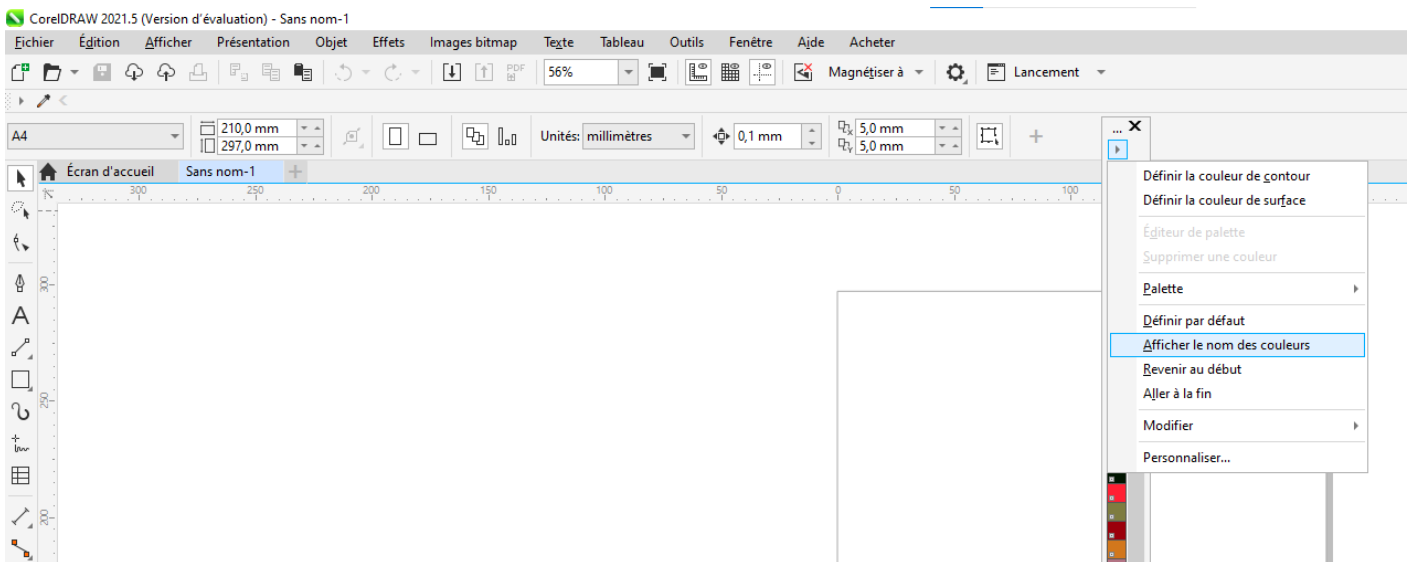 CorelDRAW 2021.5 (Version d'évaluation) - Sans nom-1
Fichier Édition Afficher Présentation Objet Effets Images bitmap Texte Tableau Outils Fenêtre Aide Acheter
PDF 56% Magnétiser à Lancement
A4 210,0 mm 297,0 mm Unités: millimètres 0,1 mm 5,0 mm 5,0 mm ...
Écran d'accueil Sans nom-1
300 250 200 150 100 50 0 50 100
300
250
200
Définir la couleur de contour
Définir la couleur de surface
Éditeur de palette
Supprimer une couleur
Palette
Définir par défaut
Afficher le nom des couleurs
Revenir au début
Aller à la fin
Modifier
Personnaliser...